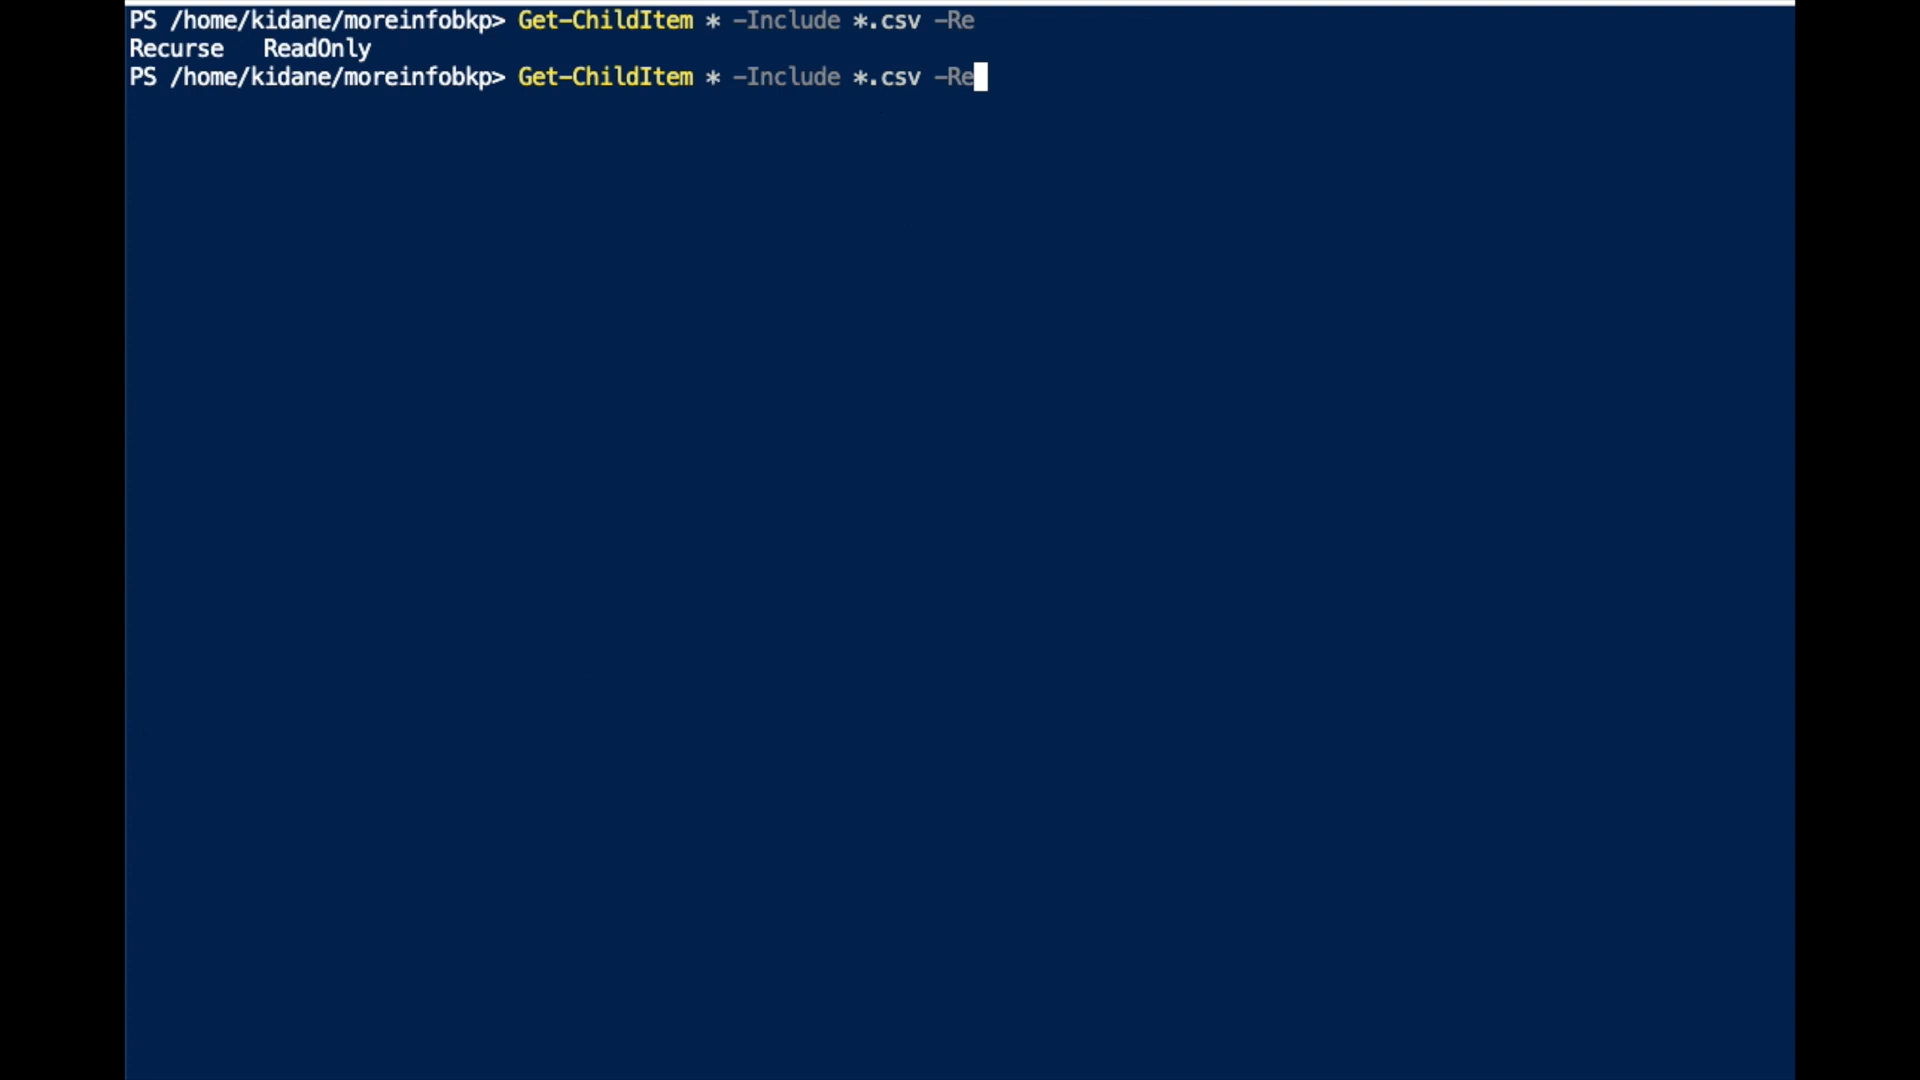 PS /home/kidane/moreinfobkp> Get-ChildItem * -Include *.csv -Re
Recurse   ReadOnly
PS /home/kidane/moreinfobkp> Get-ChildItem * -Include *.csv -Re